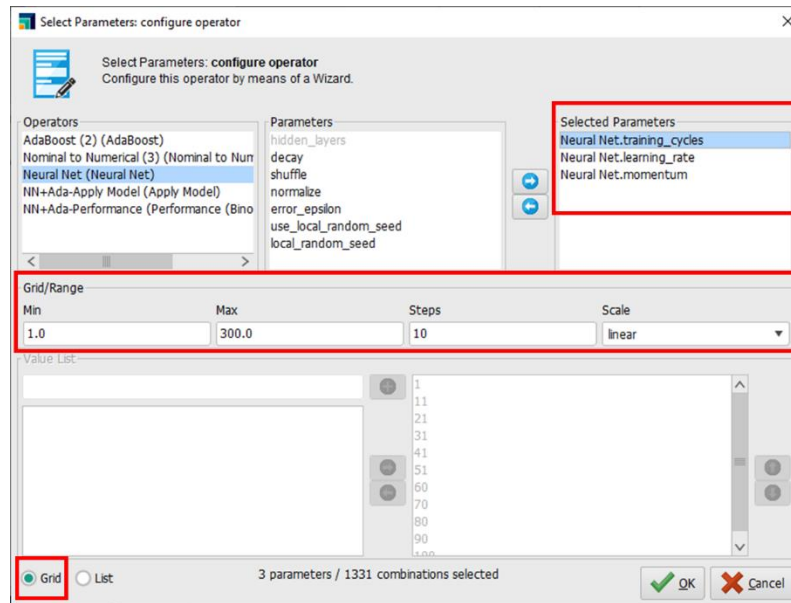 Select Parameters: configure operator
Select Parameters: configure operator
Configure this operator by means of a Wizard.
Operators
AdaBoost (2) (AdaBoost)
Nominal to Numerical (3) (Nominal to Num
Neural Net (Neural Net)
NN+Ada-Apply Model (Apply Model)
NN+Ada-Performance (Performance (Bino
Parameters
hidden_layers
decay
shuffle
normalize
error_epsilon
use_local_random_seed
local_random_seed
Selected Parameters
Neural Net.training_cycles
Neural Net.learning_rate
Neural Net.momentum
Grid/Range
Min Max Steps Scale
1.0 300.0 10 linear
Value List
1
11
21
31
41
51
60
70
80
90
Grid List 3 parameters / 1331 combinations selected OK Cancel